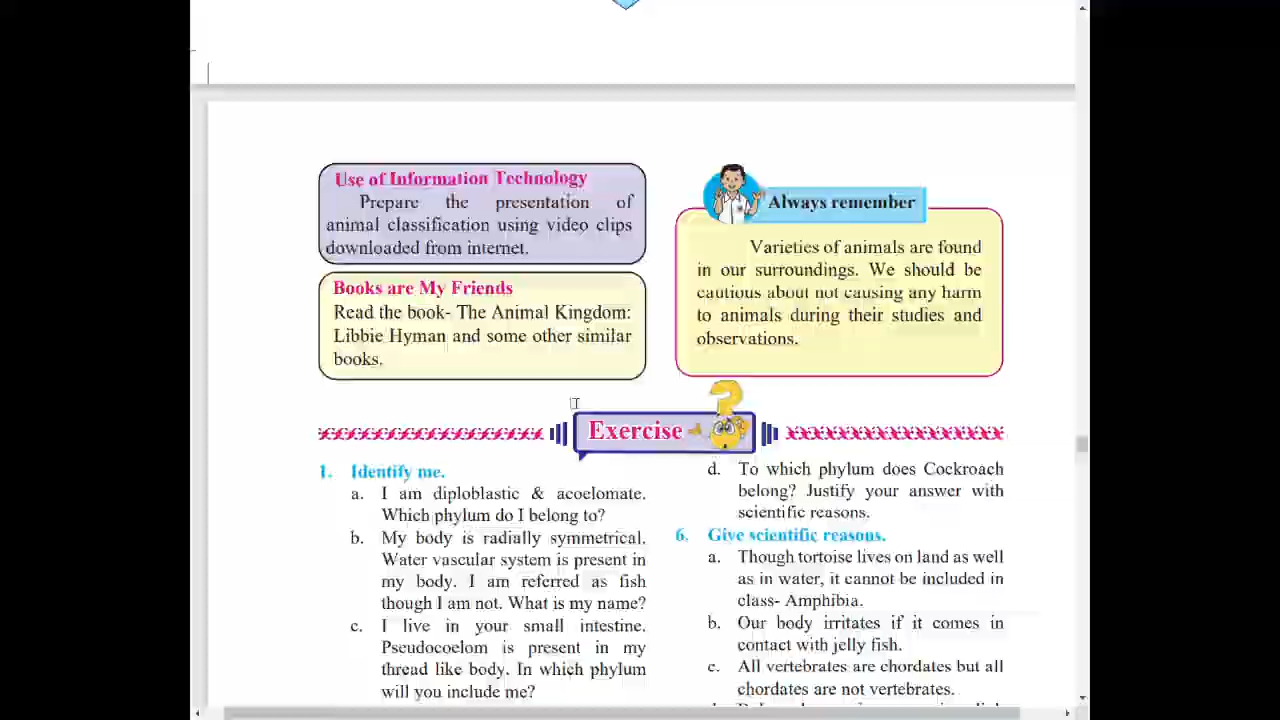 Use of Information Technology
Prepare the presentation of
animal classification using video clips
downloaded from internet.
Books are My Friends
Read the book- The Animal Kingdom:
Libbie Hyman and some other similar
books.
Always remember
Varieties of animals are found
in our surroundings. We should be
cautious about not causing any harm
to animals during their studies and
observations.
Exercise
1. Identify me.
a. I am diploblastic & acoelomate.
Which phylum do I belong to?
b. My body is radially symmetrical.
Water vascular system is present in
my body. I am referred as fish
though I am not. What is my name?
c. I live in your small intestine.
Pseudocoelom is present in my
thread like body. In which phylum
will you include me?
d. To which phylum does Cockroach
belong? Justify your answer with
scientific reasons.
6. Give scientific reasons.
a. Though tortoise lives on land as well
as in water, it cannot be included in
class- Amphibia.
b. Our body irritates if it comes in
contact with jelly fish.
c. All vertebrates are chordates but all
chordates are not vertebrates.